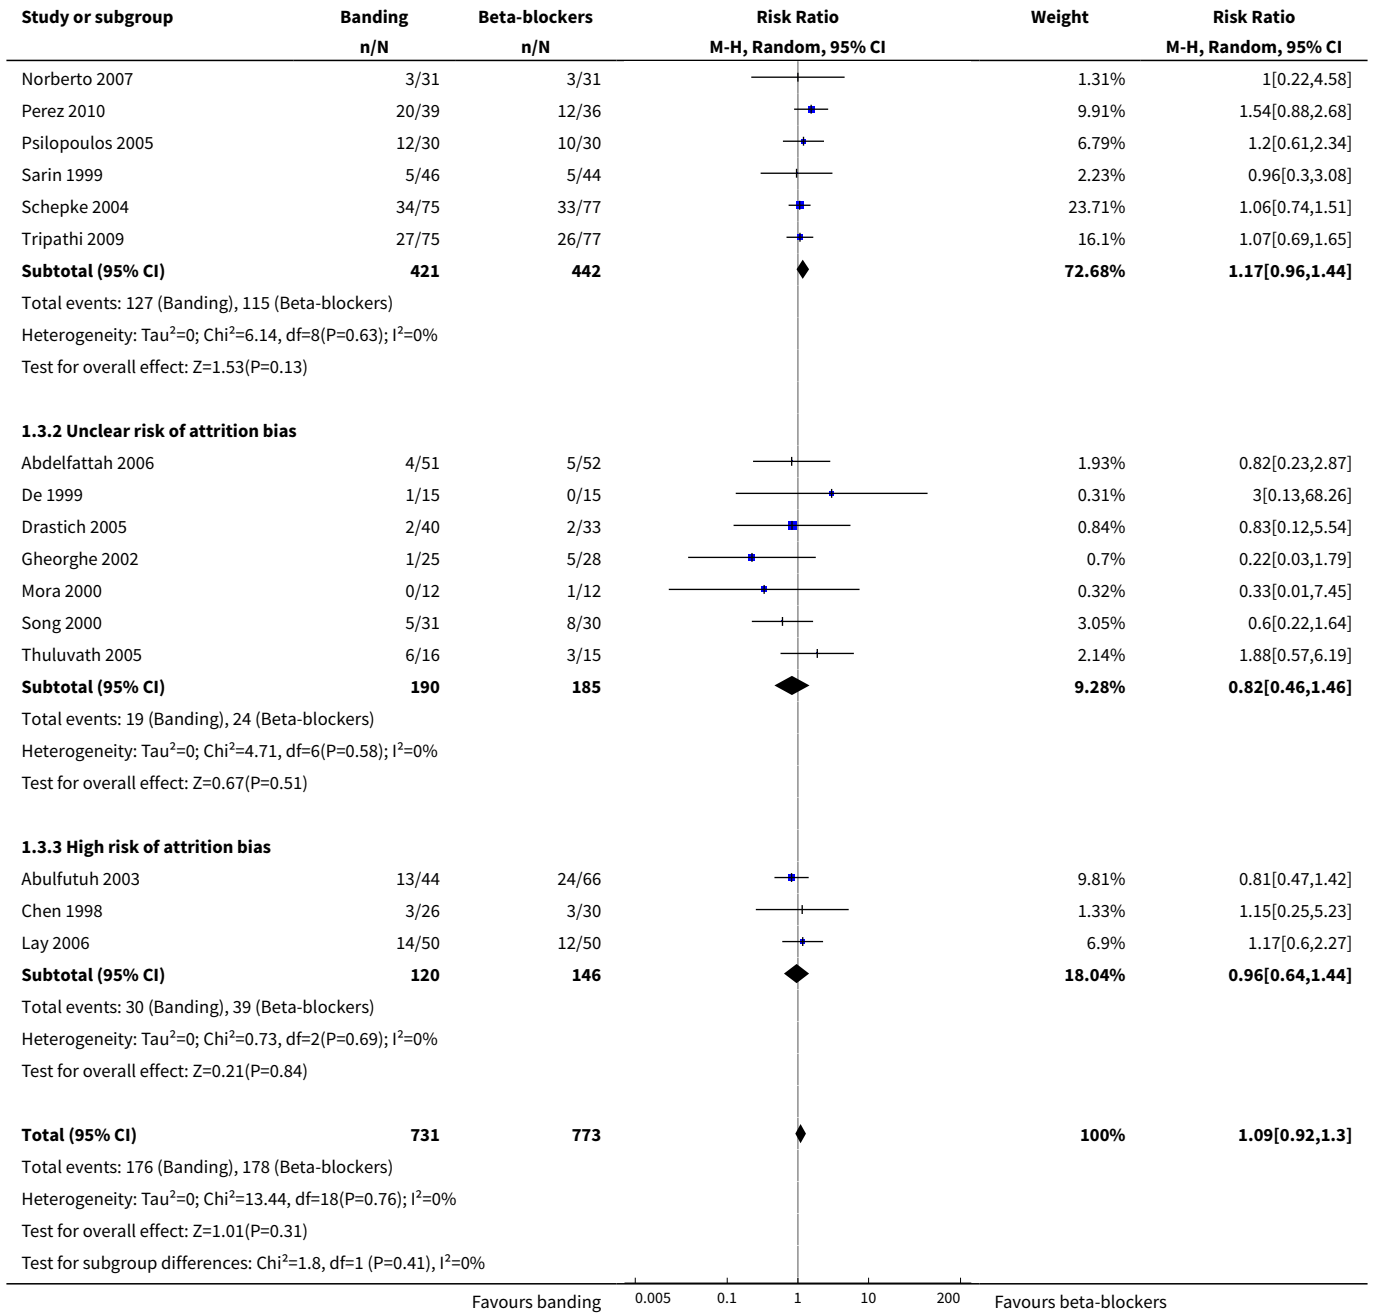 Study or subgroup Banding Beta-blockers Risk Ratio Weight Risk Ratio
n/N n/N M-H, Random, 95% CI M-H, Random, 95% CI
Norberto 2007 3/31 3/31 1.31% 1[0.22,4.58]
Perez 2010 20/39 12/36 9.91% 1.54[0.88,2.68]
Psilopoulos 2005 12/30 10/30 6.79% 1.2[0.61,2.34]
Sarin 1999 5/46 5/44 2.23% 0.96[0.3,3.08]
Schepke 2004 34/75 33/77 23.71% 1.06[0.74,1.51]
Tripathi 2009 27/75 26/77 16.1% 1.07[0.69,1.65]
Subtotal (95% CI) 421 442 72.68% 1.17[0.96,1.44]
Total events: 127 (Banding), 115 (Beta-blockers)
Heterogeneity: Tau²=0; Chi²=6.14, df=8(P=0.63); I²=0%
Test for overall effect: Z=1.53(P=0.13)
1.3.2 Unclear risk of attrition bias
Abdelfattah 2006 4/51 5/52 1.93% 0.82[0.23,2.87]
De 1999 1/15 0/15 0.31% 3[0.13,68.26]
Drastich 2005 2/40 2/33 0.84% 0.83[0.12,5.54]
Gheorghe 2002 1/25 5/28 0.7% 0.22[0.03,1.79]
Mora 2000 0/12 1/12 0.32% 0.33[0.01,7.45]
Song 2000 5/31 8/30 3.05% 0.6[0.22,1.64]
Thuluvath 2005 6/16 3/15 2.14% 1.88[0.57,6.19]
Subtotal (95% CI) 190 185 9.28% 0.82[0.46,1.46]
Total events: 19 (Banding), 24 (Beta-blockers)
Heterogeneity: Tau²=0; Chi²=4.71, df=6(P=0.58); I²=0%
Test for overall effect: Z=0.67(P=0.51)
1.3.3 High risk of attrition bias
Abulfutuh 2003 13/44 24/66 9.81% 0.81[0.47,1.42]
Chen 1998 3/26 3/30 1.33% 1.15[0.25,5.23]
Lay 2006 14/50 12/50 6.9% 1.17[0.6,2.27]
Subtotal (95% CI) 120 146 18.04% 0.96[0.64,1.44]
Total events: 30 (Banding), 39 (Beta-blockers)
Heterogeneity: Tau²=0; Chi²=0.73, df=2(P=0.69); I²=0%
Test for overall effect: Z=0.21(P=0.84)
Total (95% CI) 731 773 100% 1.09[0.92,1.3]
Total events: 176 (Banding), 178 (Beta-blockers)
Heterogeneity: Tau²=0; Chi²=13.44, df=18(P=0.76); I²=0%
Test for overall effect: Z=1.01(P=0.31)
Test for subgroup differences: Chi²=1.8, df=1 (P=0.41), I²=0%
Favours banding 0.005 0.1 1 10 200 Favours beta-blockers